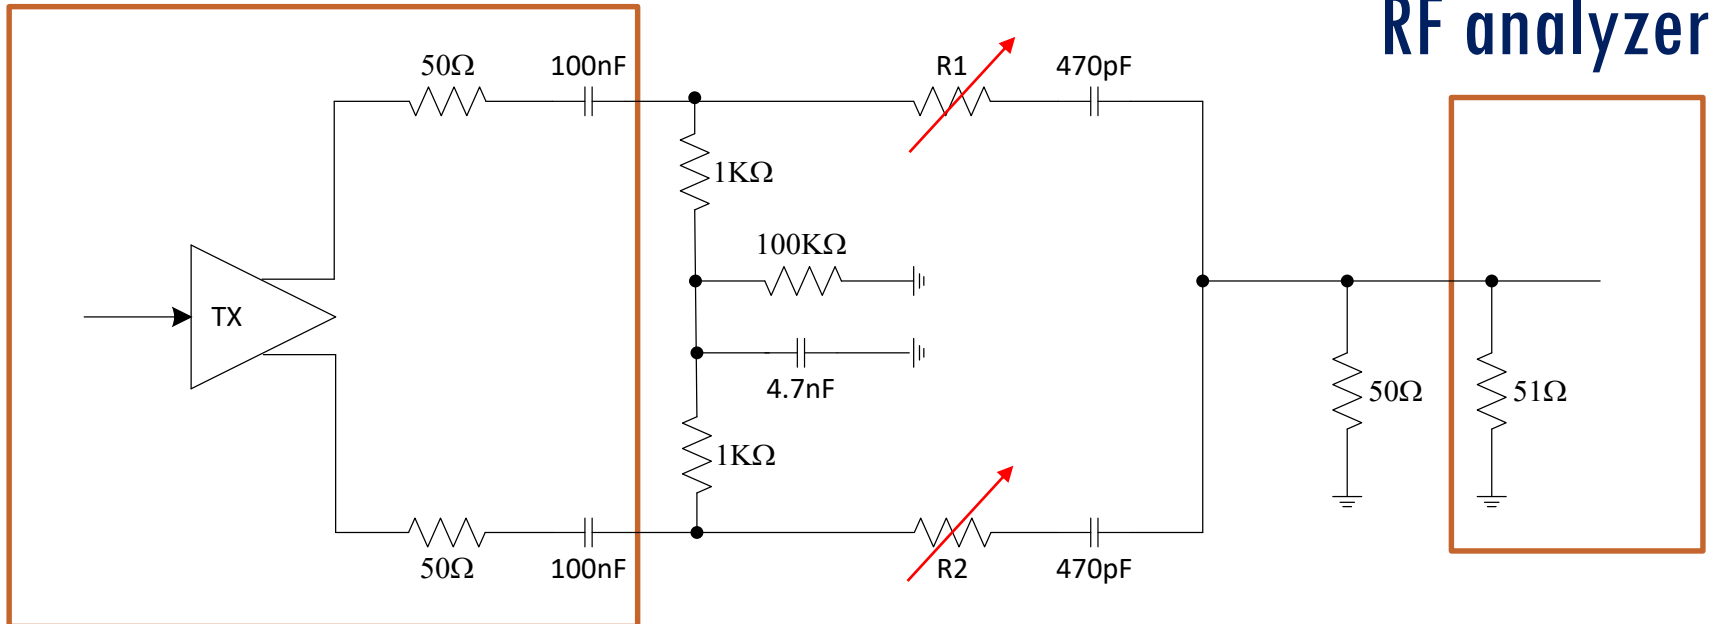 RF analyzer
50Ω
100nF
R1
470pF
1KΩ
100KΩ
TX
4.7nF
50Ω
51Ω
1KΩ
50Ω
100nF
R2
470pF